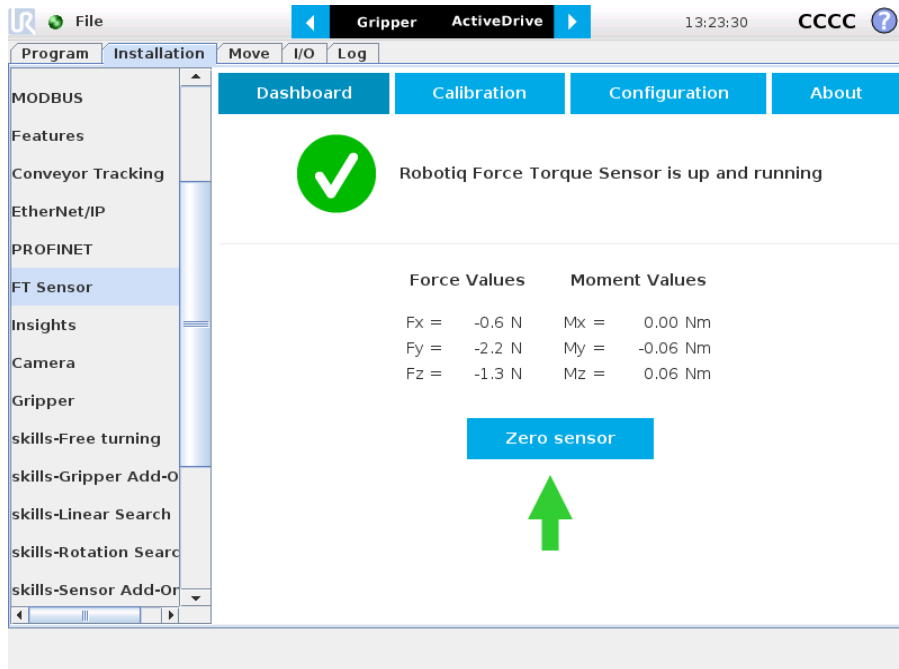 UR File Gripper ActiveDrive 13:23:30 CCCC ?
Program Installation Move I/O Log
Dashboard Calibration Configuration About
MODBUS
Features
Conveyor Tracking
EtherNet/IP
PROFINET
FT Sensor
Insights
Camera
Gripper
skills-Free turning
skills-Gripper Add-O
skills-Linear Search
skills-Rotation Searc
skills-Sensor Add-On
Robotiq Force Torque Sensor is up and running
Force Values Moment Values
Fx = -0.6 N Mx = 0.00 Nm
Fy = -2.2 N My = -0.06 Nm
Fz = -1.3 N Mz = 0.06 Nm
Zero sensor